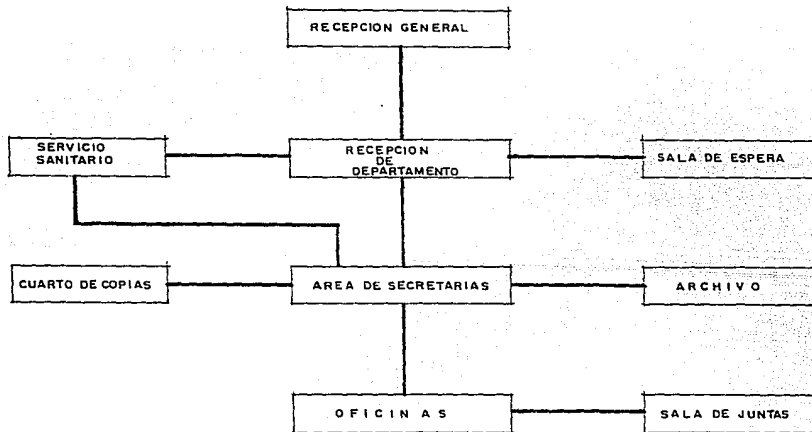 RECEPCION GENERAL
SERVICIO
SANITARIO
RECEPCION
DE
DEPARTAMENTO
SALA DE ESPERA
CUARTO DE COPIAS
AREA DE SECRETARIAS
ARCHIVO
OFICINAS
SALA DE JUNTAS